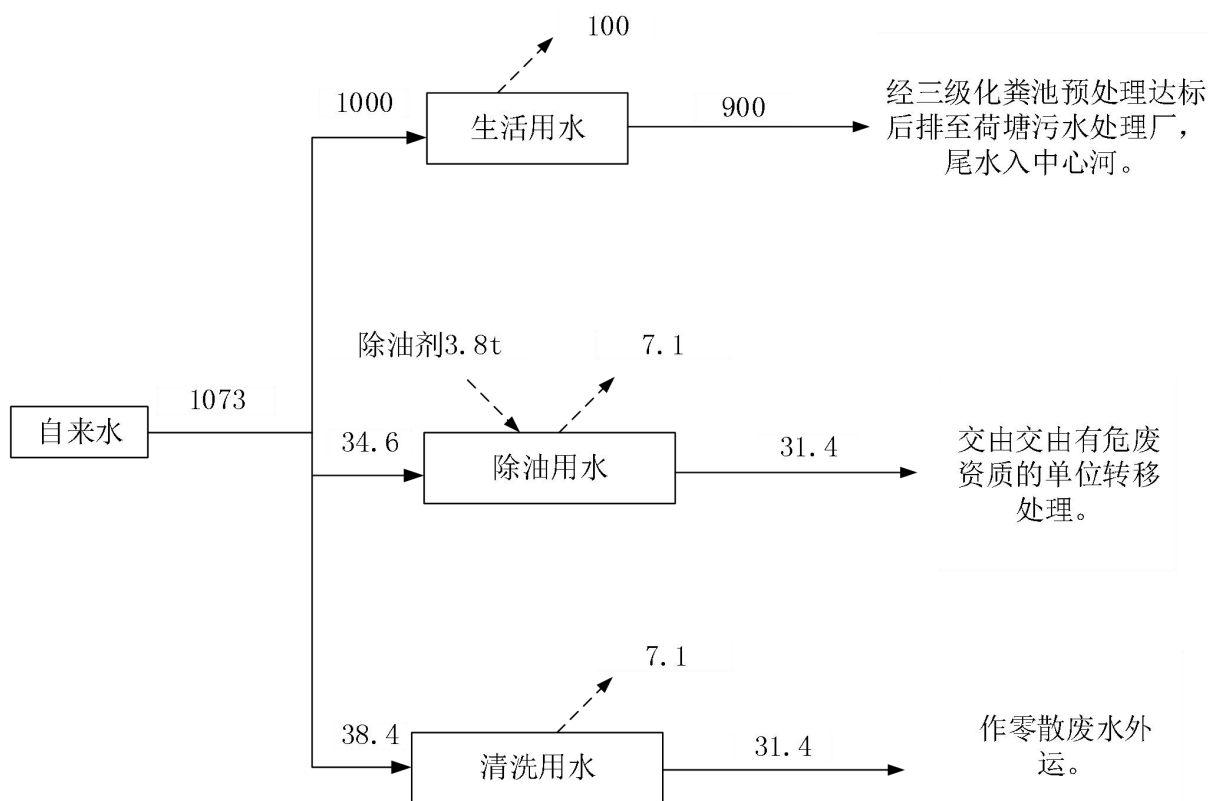 100
1000
生活用水
900
经三级化粪池预处理达标
后排至荷塘污水处理厂，
尾水入中心河。
除油剂3.8t
7.1
自来水
1073
34.6
除油用水
31.4
交由交由有危废
资质的单位转移
处理。
7.1
38.4
清洗用水
31.4
作零散废水外
运。